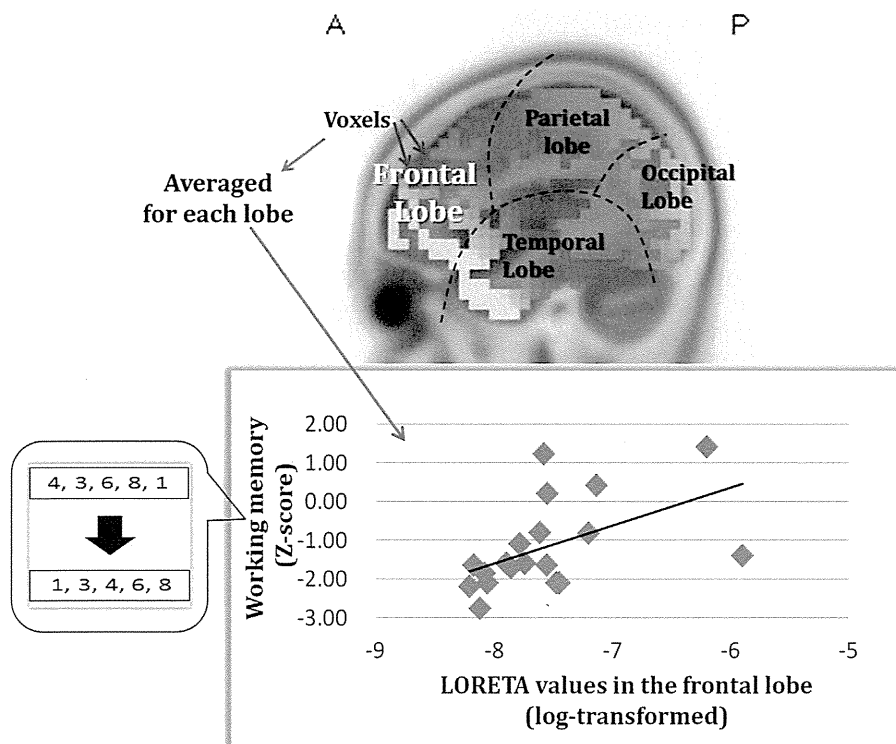 A
P
Voxels
Parietal
lobe
Averaged
for each lobe
Frontal
Lobe
Occipital
Lobe
Temporal
Lobe
4, 3, 6, 8, 1
1, 3, 4, 6, 8
Working memory
(Z-score)
2.00
1.00
0.00
-1.00
-2.00
-3.00
-9
-8
-7
-6
-5
LORETA values in the frontal lobe
(log-transformed)